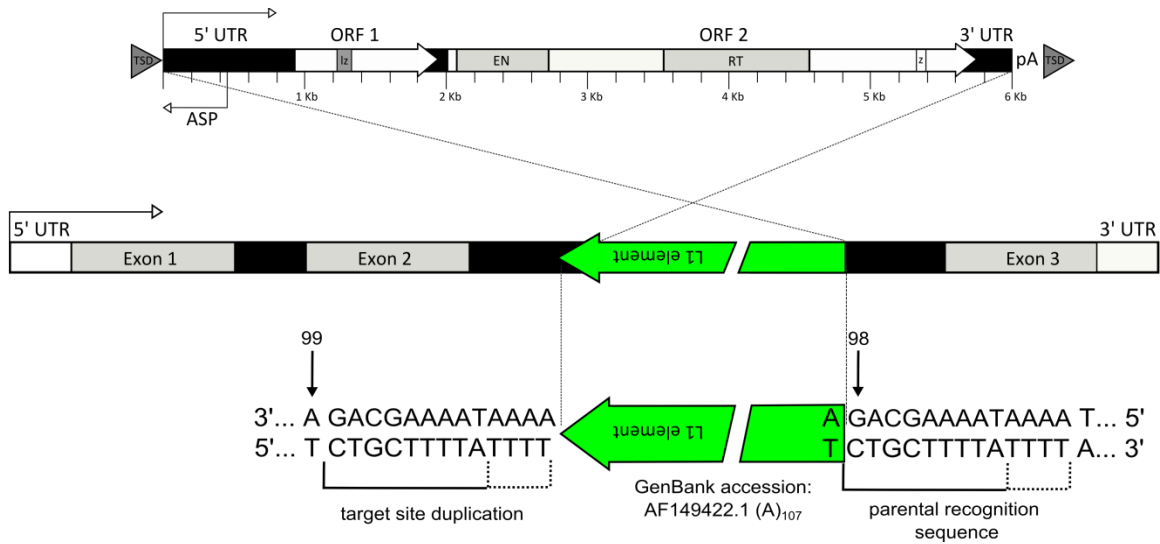 5' UTR ORF 1 ORF 2 3' UTR
TSD lz EN RT z pA TSD
1 Kb 2 Kb 3 Kb 4 Kb 5 Kb 6 Kb
ASP
5' UTR 3' UTR
Exon 1 Exon 2 L1 element Exon 3
99 98
3'... A GACGAAAATAAAA A GACGAAAATAAAA T... 5'
5'... T CTGCTTTTATTTT L1 element T CTGCTTTTATTTT A... 3'
target site duplication
GenBank accession:
AF149422.1 (A)107
parental recognition
sequence